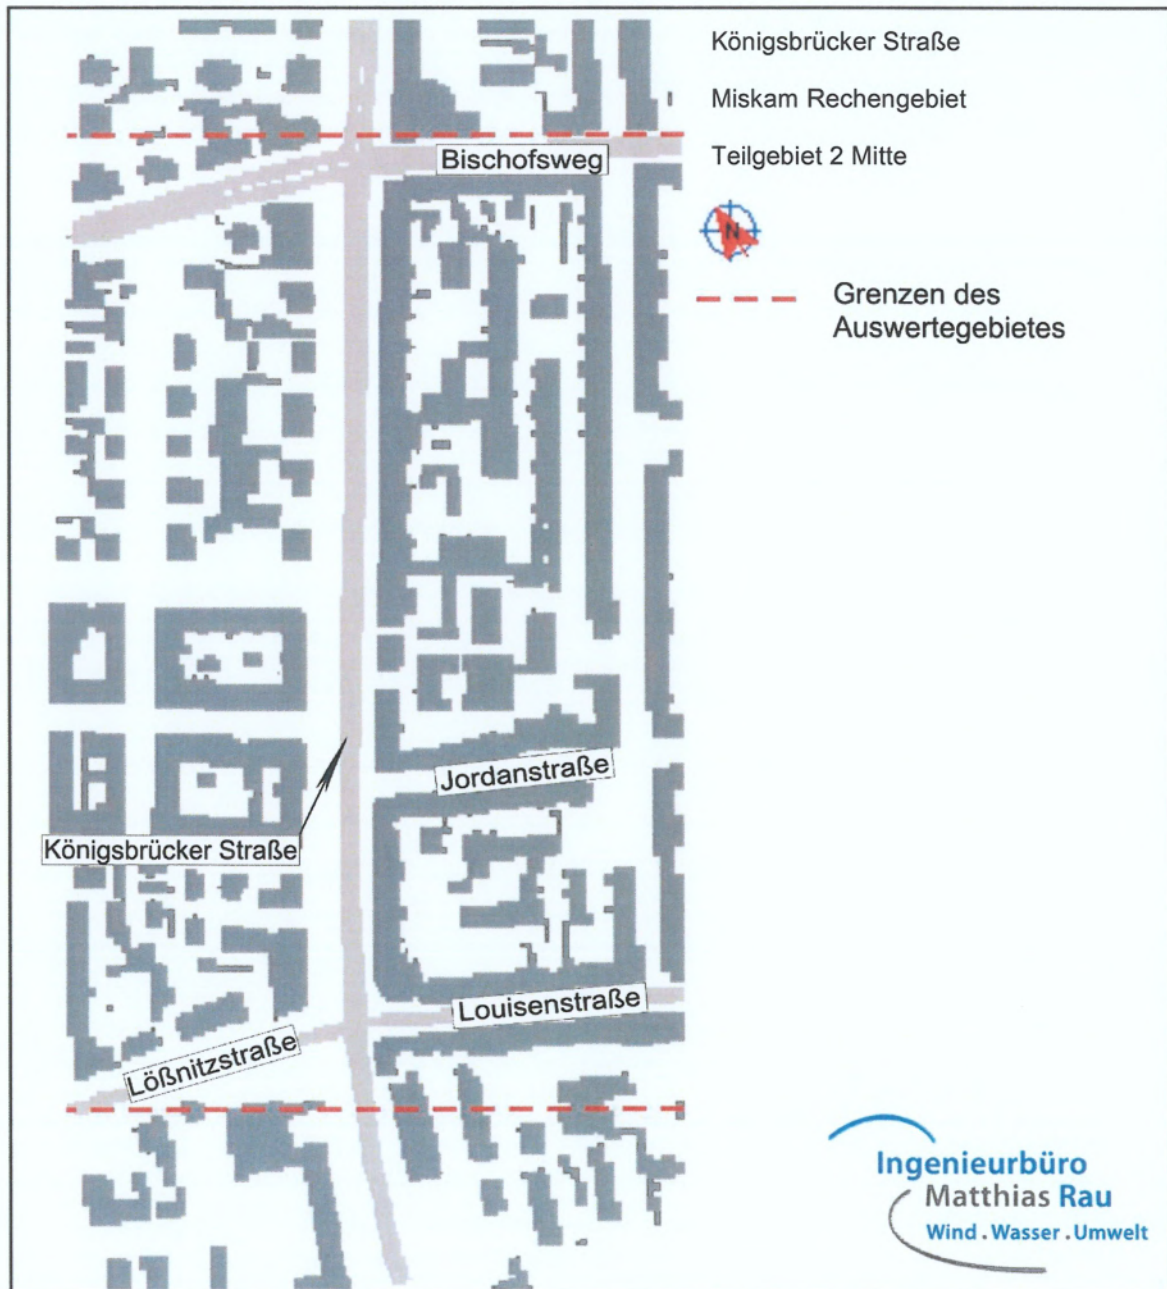 Königsbrücker Straße
Miskam Rechengebiet
Teilgebiet 2 Mitte
N
Grenzen des
Auswertegebietes
Bischofsweg
Jordanstraße
Königsbrücker Straße
Louisenstraße
Lößnitzstraße
Ingenieurbüro
Matthias Rau
Wind . Wasser . Umwelt